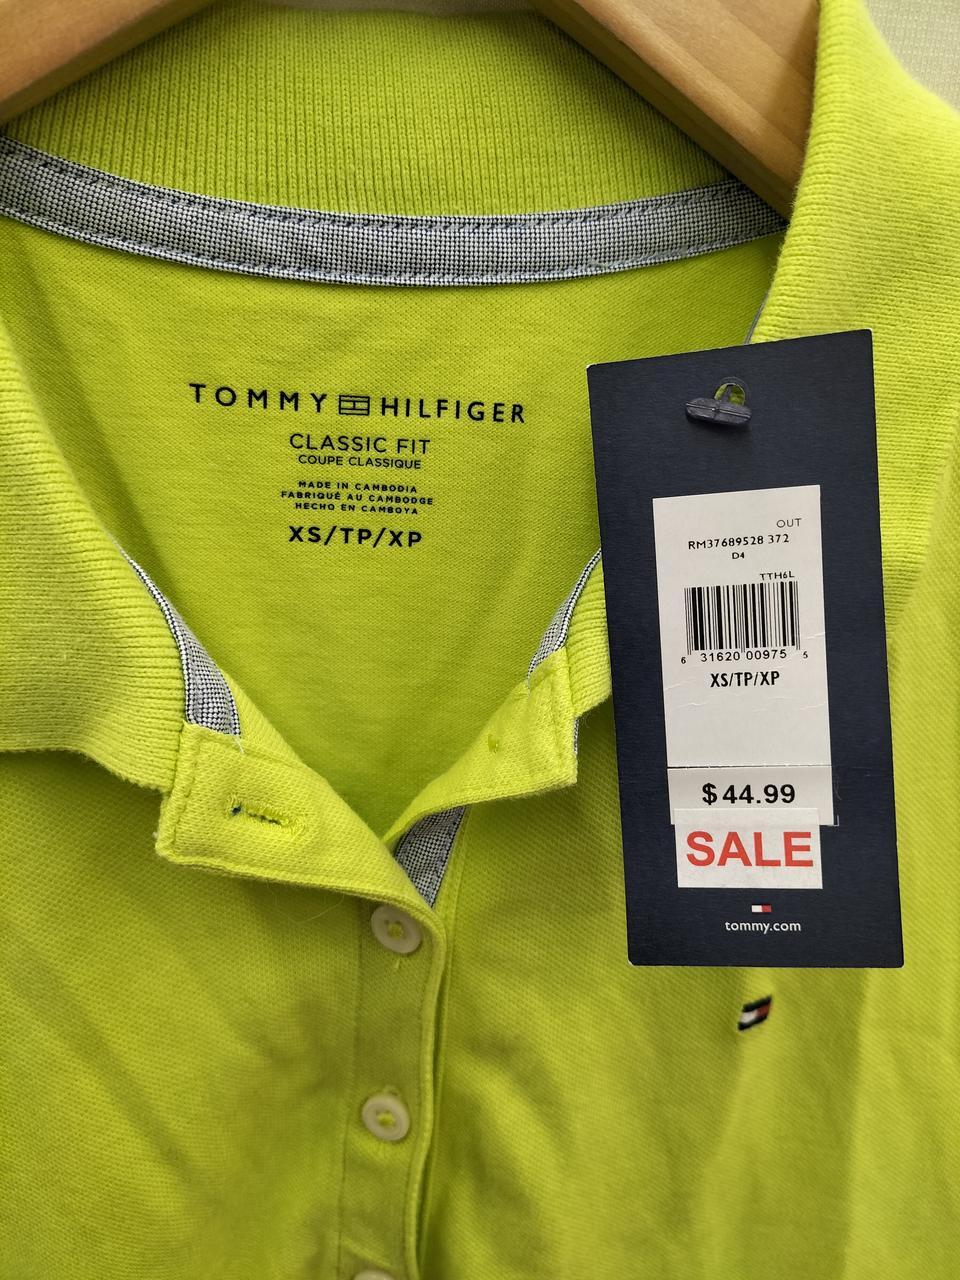 TOMMY HILFIGER
CLASSIC FIT
COUPE CLASSIQUE
MADE IN CAMBODIA
FABRIQUÉ AU CAMBODGE
HECHO EN CAMBOYA
XS/TP/XP
OUT
RM37689528 372
D4
TTH6L
6 31620 00975 5
XS/TP/XP
$44.99
SALE
tommy.com